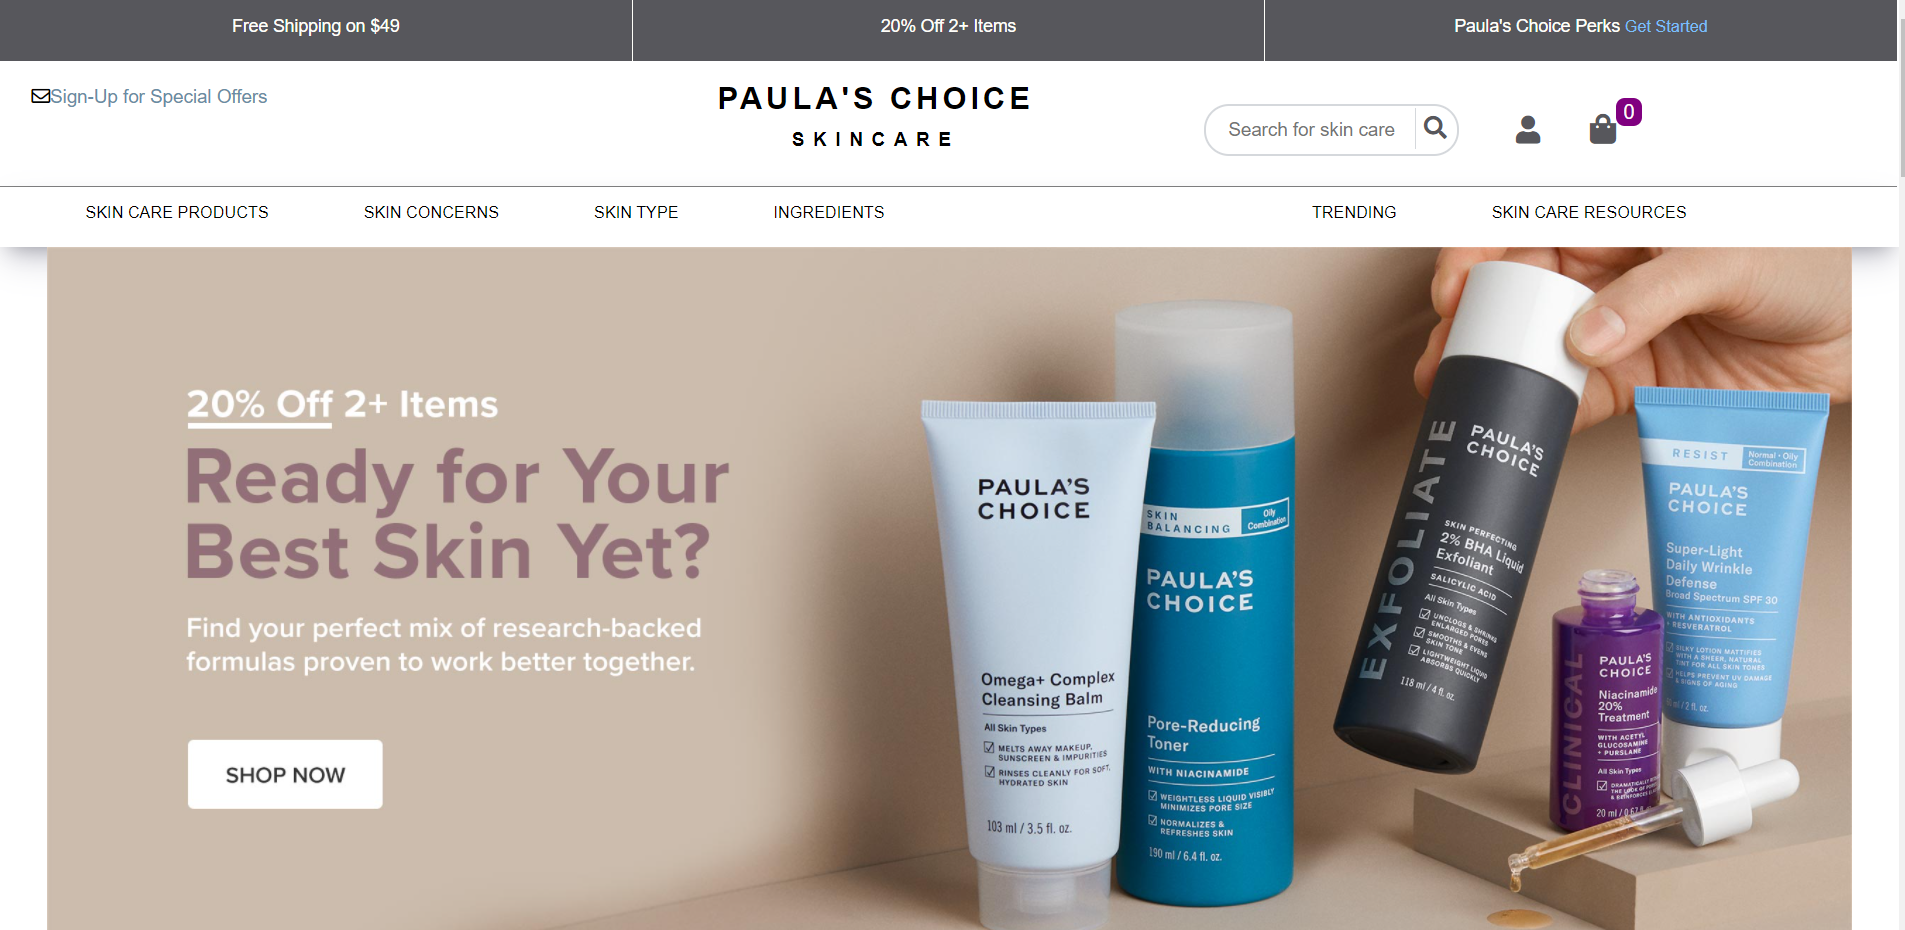 Free Shipping on $49
20% Off 2+ Items
Paula's Choice Perks Get Started
Sign-Up for Special Offers
PAULA'S CHOICE
SKINCARE
Search for skin care
0
SKIN CARE PRODUCTS
SKIN CONCERNS
SKIN TYPE
INGREDIENTS
TRENDING
SKIN CARE RESOURCES
20% Off 2+ Items
Ready for Your
Best Skin Yet?
Find your perfect mix of research-backed
formulas proven to work better together.
SHOP NOW
PAULA'S
CHOICE
Omega+ Complex
Cleansing Balm
All Skin Types
MELTS AWAY MAKEUP,
SUNSCREEN & IMPURITIES
RINSES CLEANLY FOR SOFT,
HYDRATED SKIN
103 ml / 3.5 fl. oz.
SKIN
BALANCING
Oily
Combination
PAULA'S
CHOICE
Pore-Reducing
Toner
WITH NIACINAMIDE
WEIGHTLESS LIQUID VISIBLY
MINIMIZES PORE SIZE
NORMALIZES &
REFRESHES SKIN
190 ml / 6.4 fl. oz.
EXFOLIATE
PAULA'S
CHOICE
SKIN PERFECTING
2% BHA Liquid
Exfoliant
SALICYLIC ACID
All Skin Types
UNCLOGS & SHRINKS
ENLARGED PORES
SMOOTHS & EVENS
SKIN TONE
LIGHTWEIGHT LIQUID
ABSORBS QUICKLY
118 ml / 4 fl. oz.
CLINICAL
PAULA'S
CHOICE
Niacinamide
20%
Treatment
WITH ACETYL
GLUCOSAMINE
+ PURSLANE
All Skin Types
THE LOOK OF
20 ml /
RESIST
Normal - Oily
Combination
PAULA'S
CHOICE
Super-Light
Daily Wrinkle
Defense
Broad Spectrum SPF 30
WITH ANTIOXIDANTS
+ RESVERATROL
SILKY LOTION MATTIFIES
WITH A SHEER, NATURAL
TINT FOR ALL SKIN TONES
HELPS PREVENT UV DAMAGE
& SIGNS OF AGING
ml / 2 fl. oz.